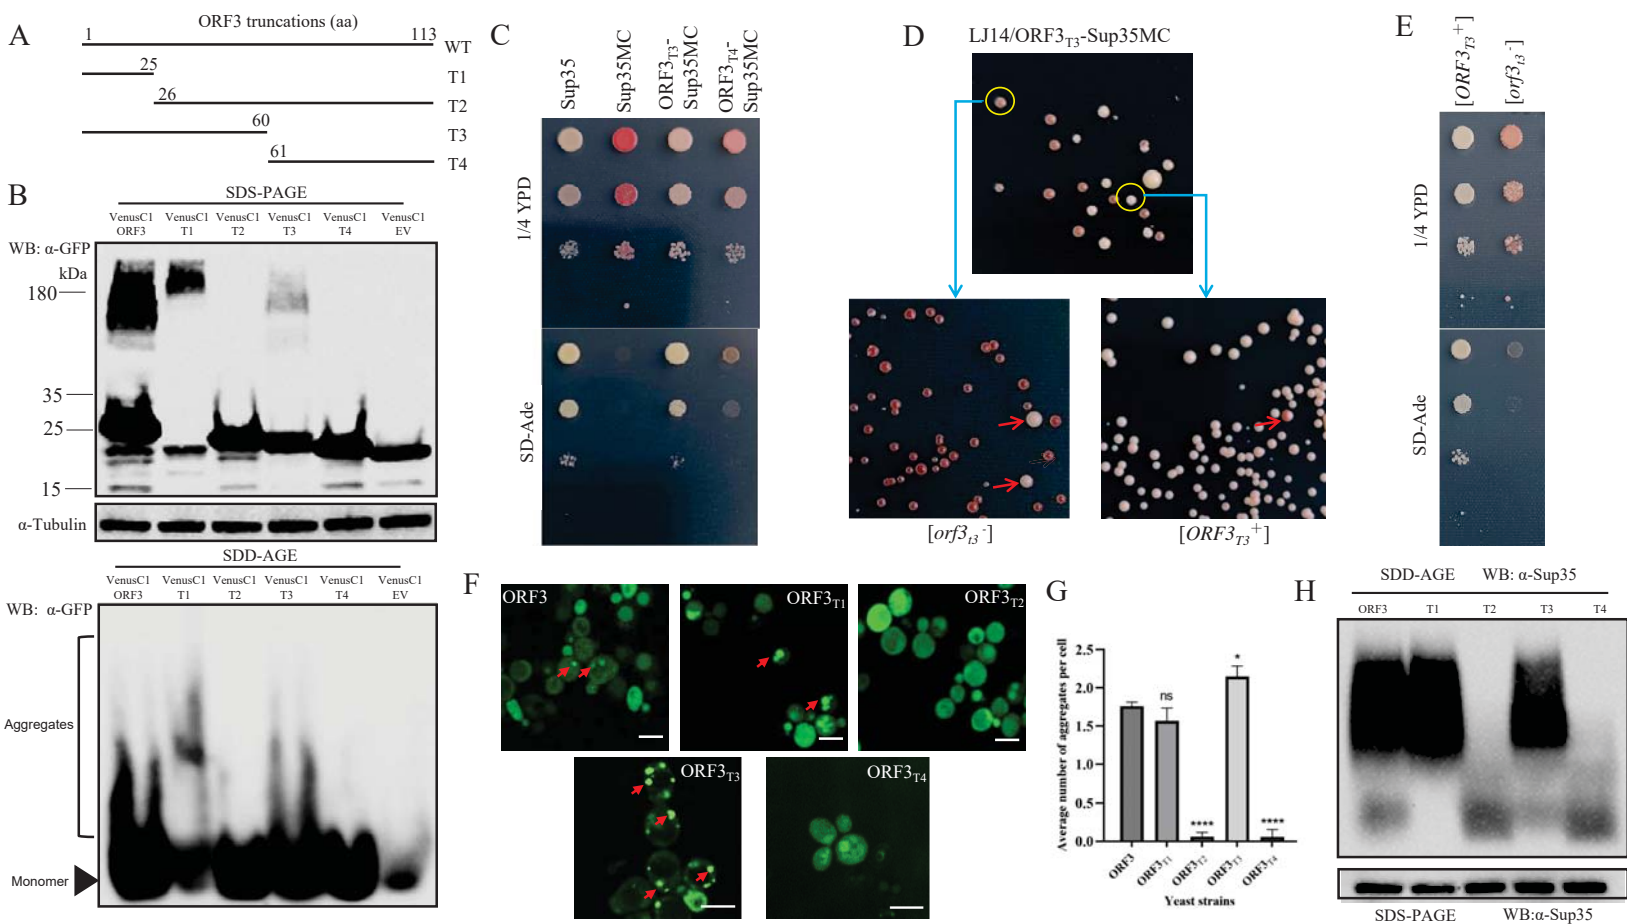 A
ORF3 truncations (aa)
1 113
WT
25
T1
26
T2
60
T3
61
T4
B
SDS-PAGE
VenusC1 VenusC1 VenusC1 VenusC1 VenusC1 VenusC1
ORF3 T1 T2 T3 T4 EV
WB: α-GFP
kDa
180
35
25
15
α-Tubulin
SDD-AGE
VenusC1 VenusC1 VenusC1 VenusC1 VenusC1 VenusC1
ORF3 T1 T2 T3 T4 EV
WB: α-GFP
Aggregates
Monomer
C
Sup35
Sup35MC
ORF3T3-
Sup35MC
ORF3T4-
Sup35MC
1/4 YPD
SD-Ade
D
LJ14/ORF3T3-Sup35MC
[orf3t3-]
[ORF3T3+]
E
[ORF3T3+]
[orf3t3-]
1/4 YPD
SD-Ade
F
ORF3
ORF3T1
ORF3T2
ORF3T3
ORF3T4
G
Average number of aggregates per cell
2.5
2.0
1.5
1.0
0.5
0.0
ns
****
*
****
ORF3
ORF3T1
ORF3T2
ORF3T3
ORF3T4
Yeast strains
H
SDD-AGE WB: α-Sup35
ORF3 T1 T2 T3 T4
SDS-PAGE WB:α-Sup35